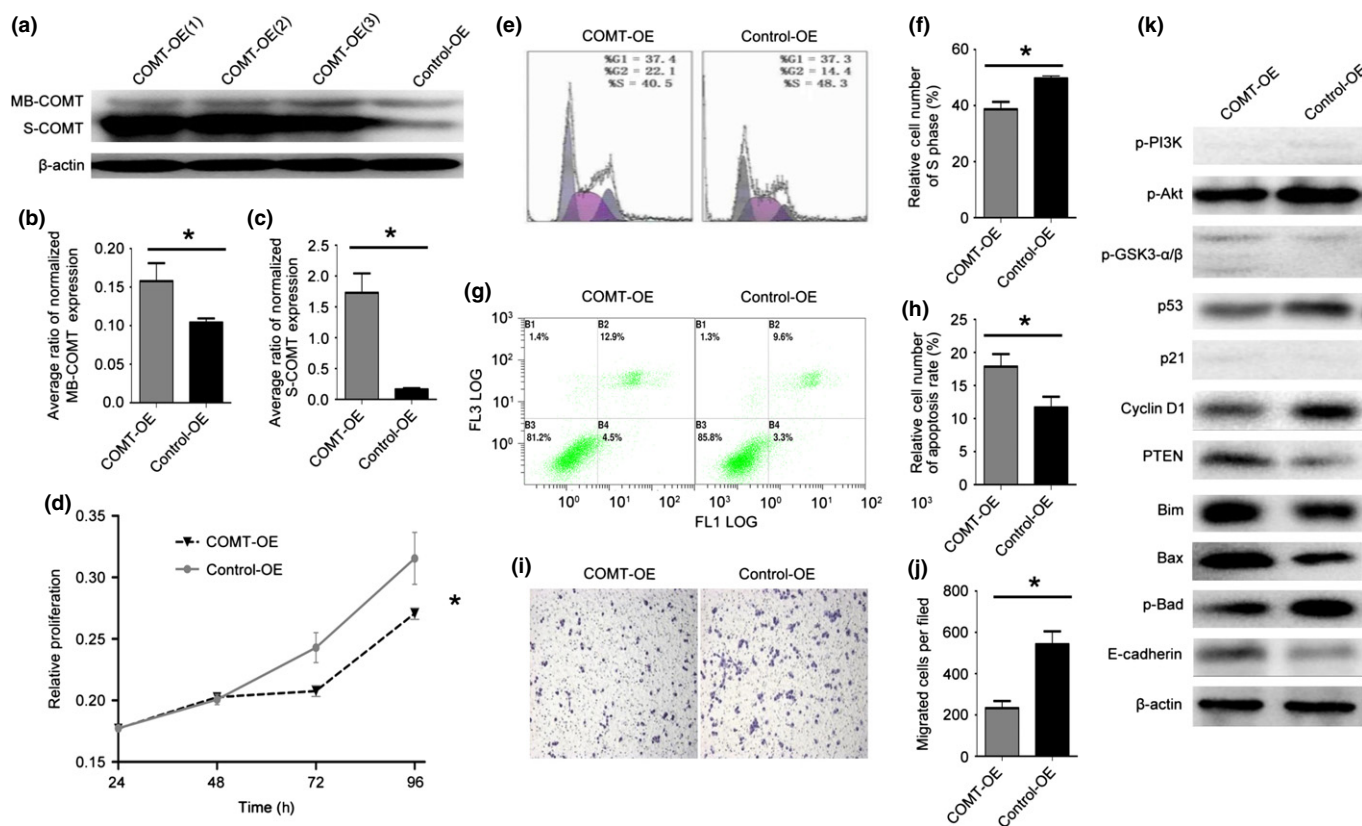 (a)
COMT-OE(1)
COMT-OE(2)
COMT-OE(3)
Control-OE
MB-COMT
S-COMT
β-actin
(b)
Average ratio of normalized
MB-COMT expression
0.20
0.15
0.10
0.05
0.00
*
COMT-OE
Control-OE
(c)
Average ratio of normalized
S-COMT expression
2.5
2.0
1.5
1.0
0.5
0.0
*
COMT-OE
Control-OE
(d)
Relative proliferation
0.35
0.30
0.25
0.20
0.15
COMT-OE
Control-OE
*
24
48
72
96
Time (h)
(e)
COMT-OE
Control-OE
%G1 = 37.4
%G2 = 22.1
%S = 40.5
%G1 = 37.3
%G2 = 14.4
%S = 48.3
(f)
Relative cell number
of S phase (%)
60
40
20
0
*
COMT-OE
Control-OE
(g)
COMT-OE
Control-OE
FL3 LOG
10³
10²
10¹
10⁰
B1
1.4%
B2
12.9%
B3
81.2%
B4
4.5%
B1
1.3%
B2
9.6%
B3
85.8%
B4
3.3%
10⁰ 10¹ 10² 10³ 10⁰ 10¹ 10² 10³
FL1 LOG
(h)
Relative cell number
of apoptosis rate (%)
25
20
15
10
5
0
*
COMT-OE
Control-OE
(i)
COMT-OE
Control-OE
(j)
Migrated cells per filed
800
600
400
200
0
*
COMT-OE
Control-OE
(k)
COMT-OE
Control-OE
p-PI3K
p-Akt
p-GSK3-α/β
p53
p21
Cyclin D1
PTEN
Bim
Bax
p-Bad
E-cadherin
β-actin